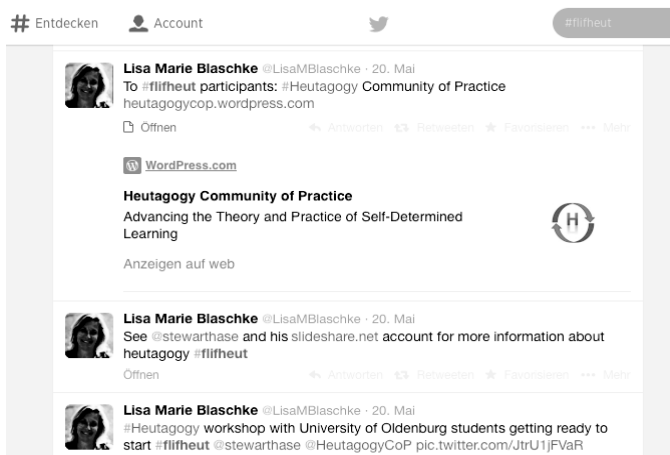 # Entdecken Account #flifheut
Lisa Marie Blaschke @LisaMBlaschke · 20. Mai
To #flifheut participants: #Heutagogy Community of Practice
heutagogycop.wordpress.com
Öffnen Antworten Retweeten Favorisieren ••• Mehr
WordPress.com
Heutagogy Community of Practice
Advancing the Theory and Practice of Self-Determined
Learning
H
Anzeigen auf web
Lisa Marie Blaschke @LisaMBlaschke · 20. Mai
See @stewarthase and his slideshare.net account for more information about
heutagogy #flifheut
Öffnen Antworten Retweeten Favorisieren ••• Mehr
Lisa Marie Blaschke @LisaMBlaschke · 20. Mai
#Heutagogy workshop with University of Oldenburg students getting ready to
start #flifheut @stewarthase @HeutagogyCoP pic.twitter.com/JtrU1jFVaR